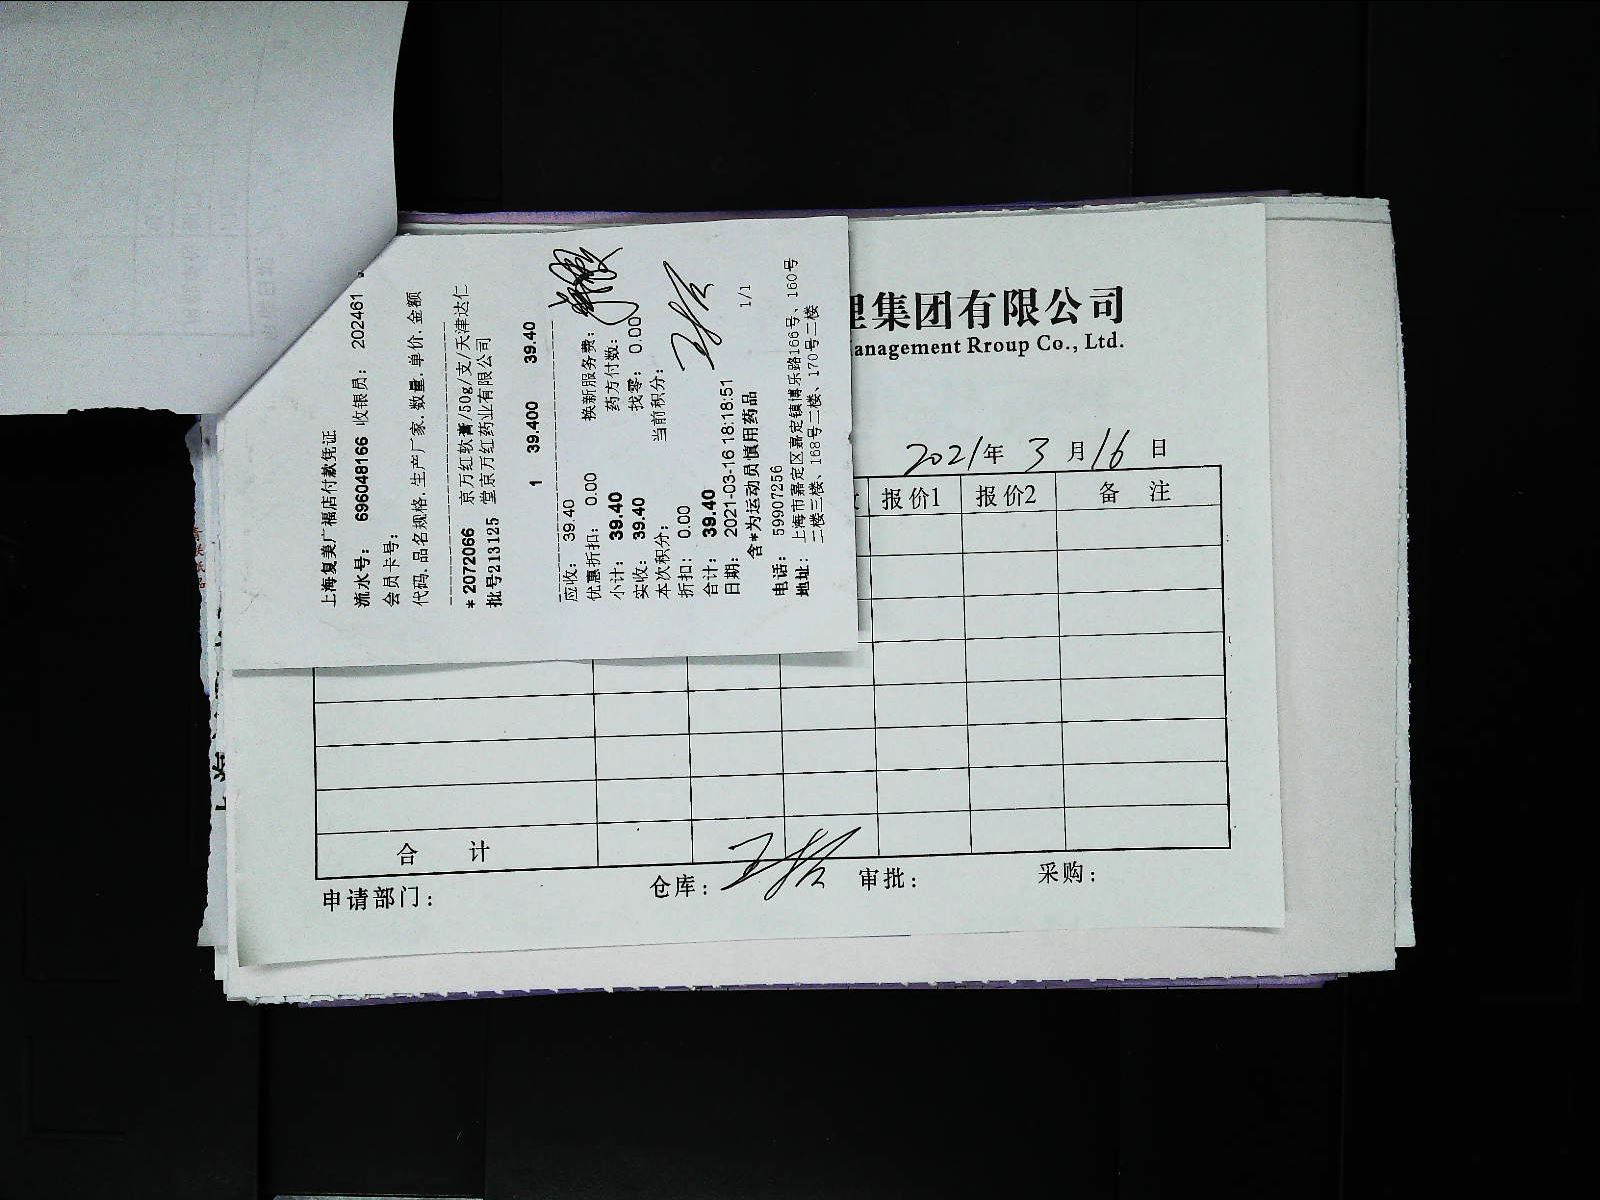 上海复美广福店付款凭证
流水号： 696048166 收银员： 202461
会员卡号：
代码.品名规格.生产厂家.数量.单价.金额
*2072066 京万红软膏/50g/支/天津达仁
批号213125 堂京万红药业有限公司
1 39.400 39.40
应收： 39.40 换新服务费：
优惠折扣： 0.00 药方付数：
小计： 39.40 找零： 0.00
实收： 39.40 当前积分：
本次积分：
折扣： 0.00
合计： 39.40
日期： 2021-03-16 18:18:51 1/1
含*为运动员慎用药品
电话： 59907256
地址： 上海市嘉定区嘉定镇博乐路166号、160号
二楼三楼、168号二楼、170号二楼
理集团有限公司
anagement Rroup Co., Ltd.
2021年 3 月 16 日
报价1 报价2 备 注
合 计
申请部门： 仓库： 审批： 采购：